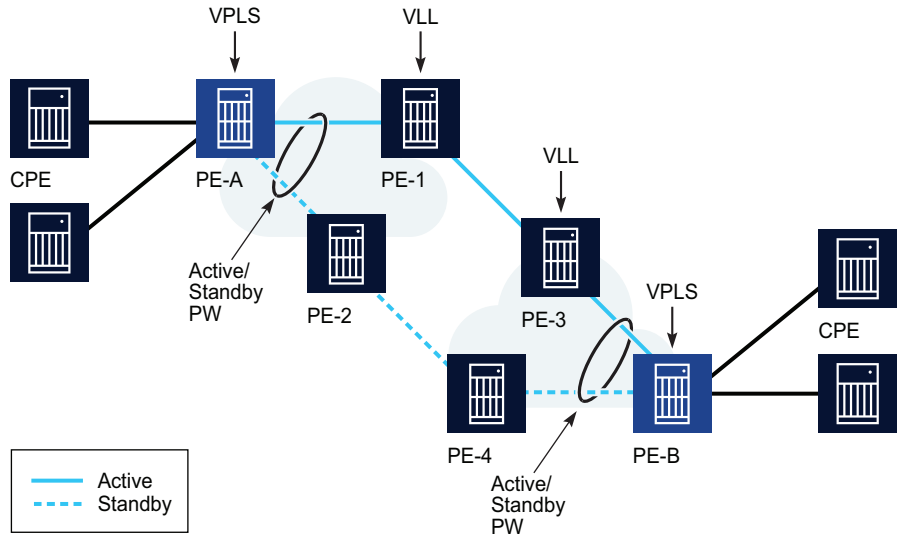 VPLS
VLL
CPE
PE-A
PE-1
VLL
Active/
Standby
PW
PE-2
PE-3
VPLS
CPE
PE-4
PE-B
Active/
Standby
PW
Active
Standby